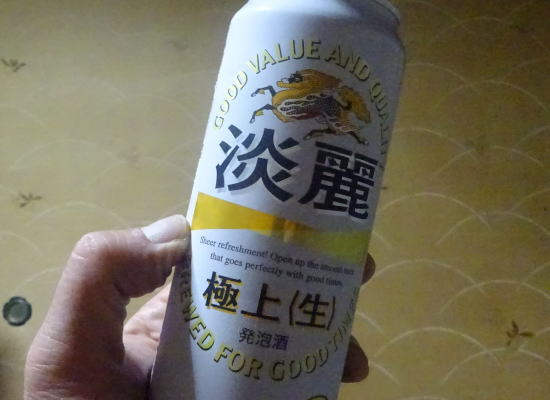 GOOD VALUE AND QUALITY
淡麗
Sheer refreshment! Open up the smooth taste
that goes perfectly with good times.
極上〈生〉
発泡酒
BREWED FOR GOOD TIMES